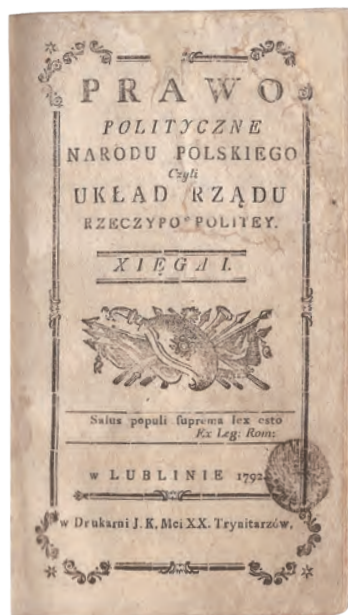 PRAWO
POLITYCZNE
NARODU POLSKIEGO
Czyli
UKŁAD RZĄDU
RZECZYPOSPOLITEY.
XIĘGA I.
Salus populi ſuprema lex esto
Ex Leg: Rom:
w LUBLINIE 1792
w Drukarni J. K. Mci XX. Trynitarzów.